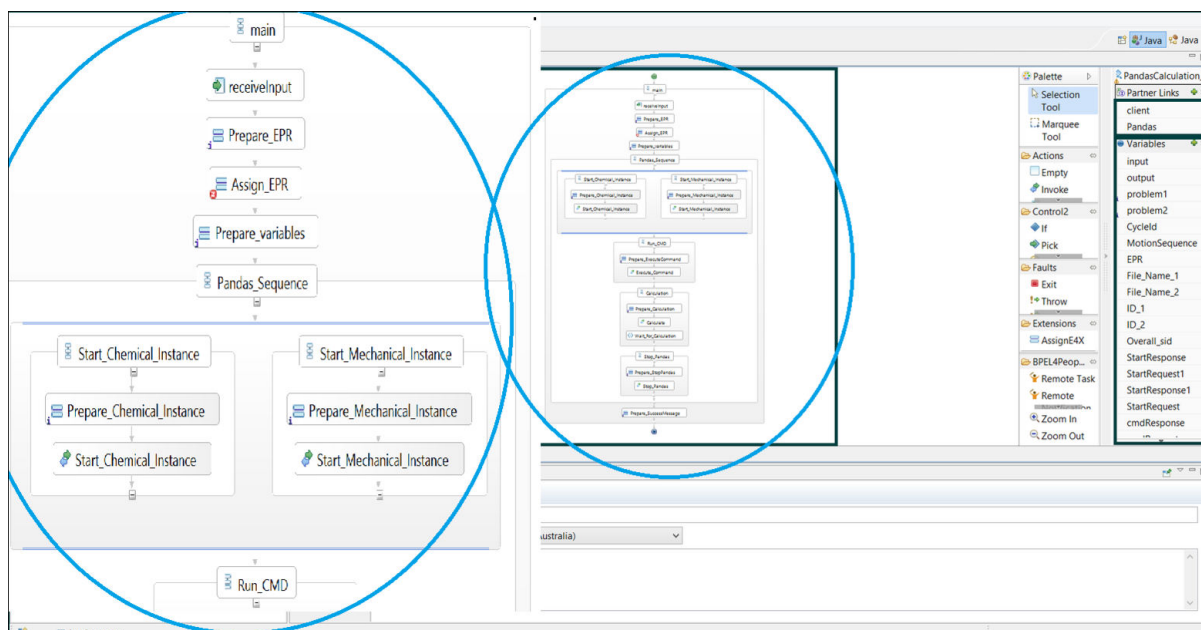 main
receiveInput
Prepare_EPR
Assign_EPR
Prepare_variables
Pandas_Sequence
Start_Chemical_Instance
Start_Mechanical_Instance
Prepare_Chemical_Instance
Prepare_Mechanical_Instance
Start_Chemical_Instance
Start_Mechanical_Instance
Run_CMD
main
receiveInput
Prepare_EPR
Assign_EPR
Prepare_variables
Pandas_Sequence
Start_Chemical_Instance
Start_Mechanical_Instance
Prepare_Chemical_Instance
Prepare_Mechanical_Instance
Start_Chemical_Instance
Start_Mechanical_Instance
Run_CMD
Prepare_ExecuteCommand
Execute_Command
Calculation
Prepare_Calculation
Calculate
Wait_for_Calculation
Stop_Pandas
Prepare_StopPandas
Stop_Pandas
Prepare_SuccessMessage
Java
Java
Palette
Selection
Tool
Marquee
Tool
Actions
Empty
Invoke
Control2
If
Pick
Faults
Exit
Throw
Extensions
AssignE4X
BPEL4Peop...
Remote Task
Remote
Zoom In
Zoom Out
PandasCalculation_
Partner Links
client
Pandas
Variables
input
output
problem1
problem2
CycleId
MotionSequence
EPR
File_Name_1
File_Name_2
ID_1
ID_2
Overall_sid
StartResponse
StartRequest1
StartResponse1
StartRequest
cmdResponse
ustralia)